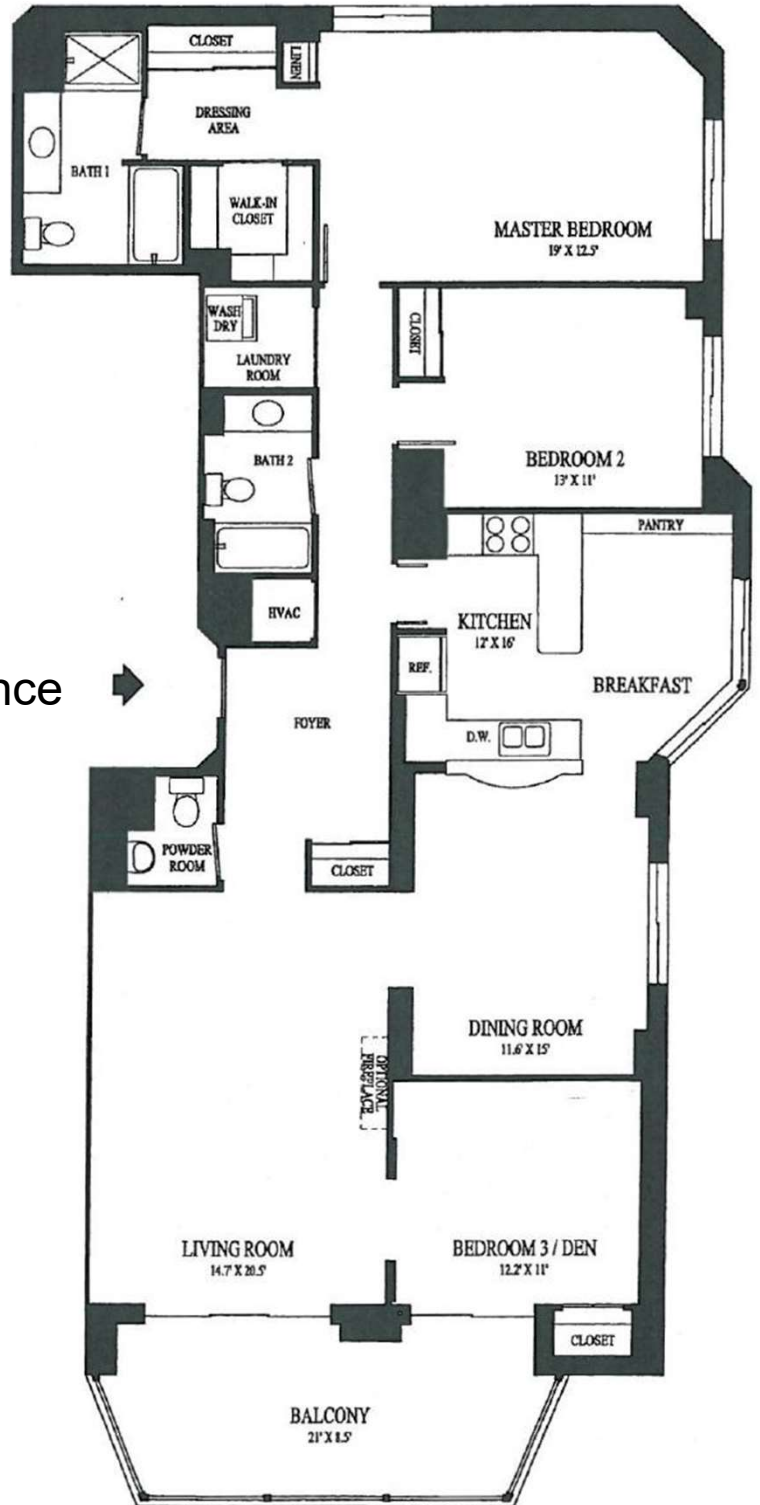 CLOSET
LINEN
DRESSING
AREA
BATH 1
WALK-IN
CLOSET
MASTER BEDROOM
19' X 12.5'
WASH
DRY
LAUNDRY
ROOM
CLOSET
BATH 2
BEDROOM 2
13' X 11'
PANTRY
HVAC
KITCHEN
12' X 16'
REF.
BREAKFAST
nce
FOYER
D.W.
POWDER
ROOM
CLOSET
DINING ROOM
11.6' X 15'
OPTIONAL
FIREPLACE
LIVING ROOM
14.7' X 20.5'
BEDROOM 3 / DEN
12.2' X 11'
CLOSET
BALCONY
21' X 8.5'